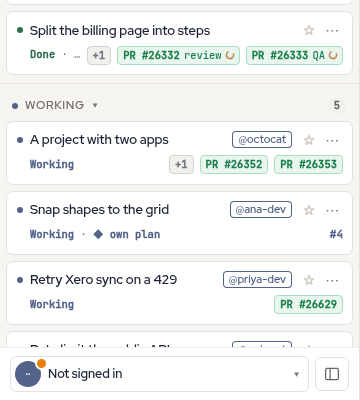 Split the billing page into steps
Done · … +1 PR #26332 review PR #26333 QA
WORKING 5
A project with two apps @octocat
Working +1 PR #26352 PR #26353
Snap shapes to the grid @ana-dev
Working · ◆ own plan #4
Retry Xero sync on a 429 @priya-dev
Working PR #26629
Not signed in